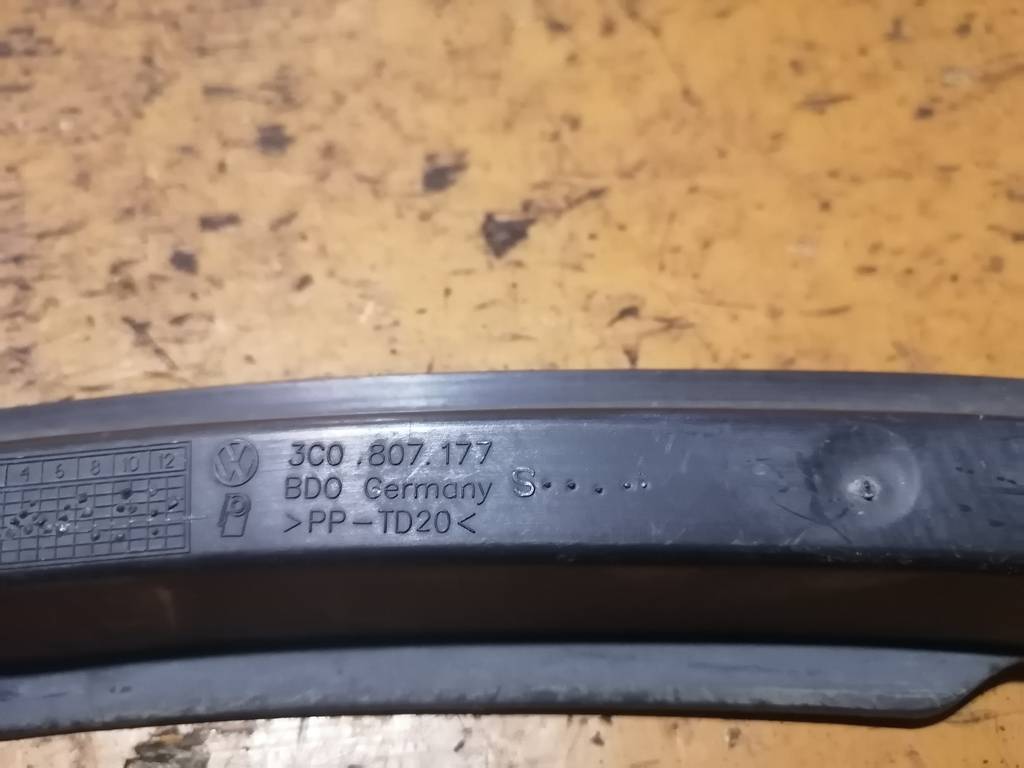 4 6 8 10 12
3C0.807.177
BDO Germany S
>PP-TD20<